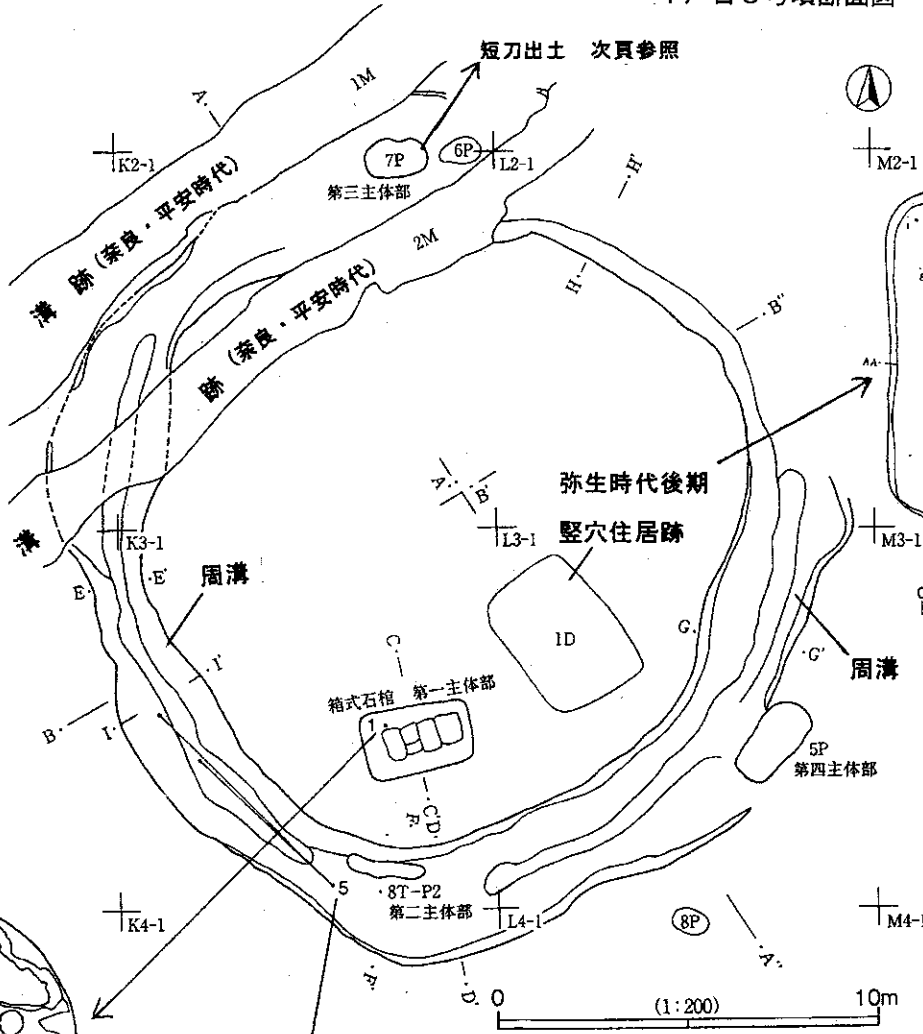 短刀出土　次頁参照
1M
A
K2-1
7P
6P
L2-1
M2-1
第三主体部
H'
溝　跡（奈良・平安時代）
2M
H
B"
溝　跡（奈良・平安時代）
A'
B'
弥生時代後期
竪穴住居跡
K3-1
L3-1
M3-1
E
E'
周溝
1D
G
G'
周溝
C
I'
箱式石棺　第一主体部
1
B
I
5P
第四主体部
C'
D
F
5
8T-P2
第二主体部
K4-1
L4-1
8P
M4-1
F'
D'
A"
0
(1:200)
10m